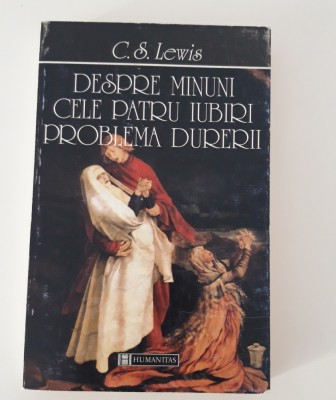 C. S. Lewis
DESPRE MINUNI
CELE PATRU IUBIRI
PROBLEMA DURERII
HUMANITAS